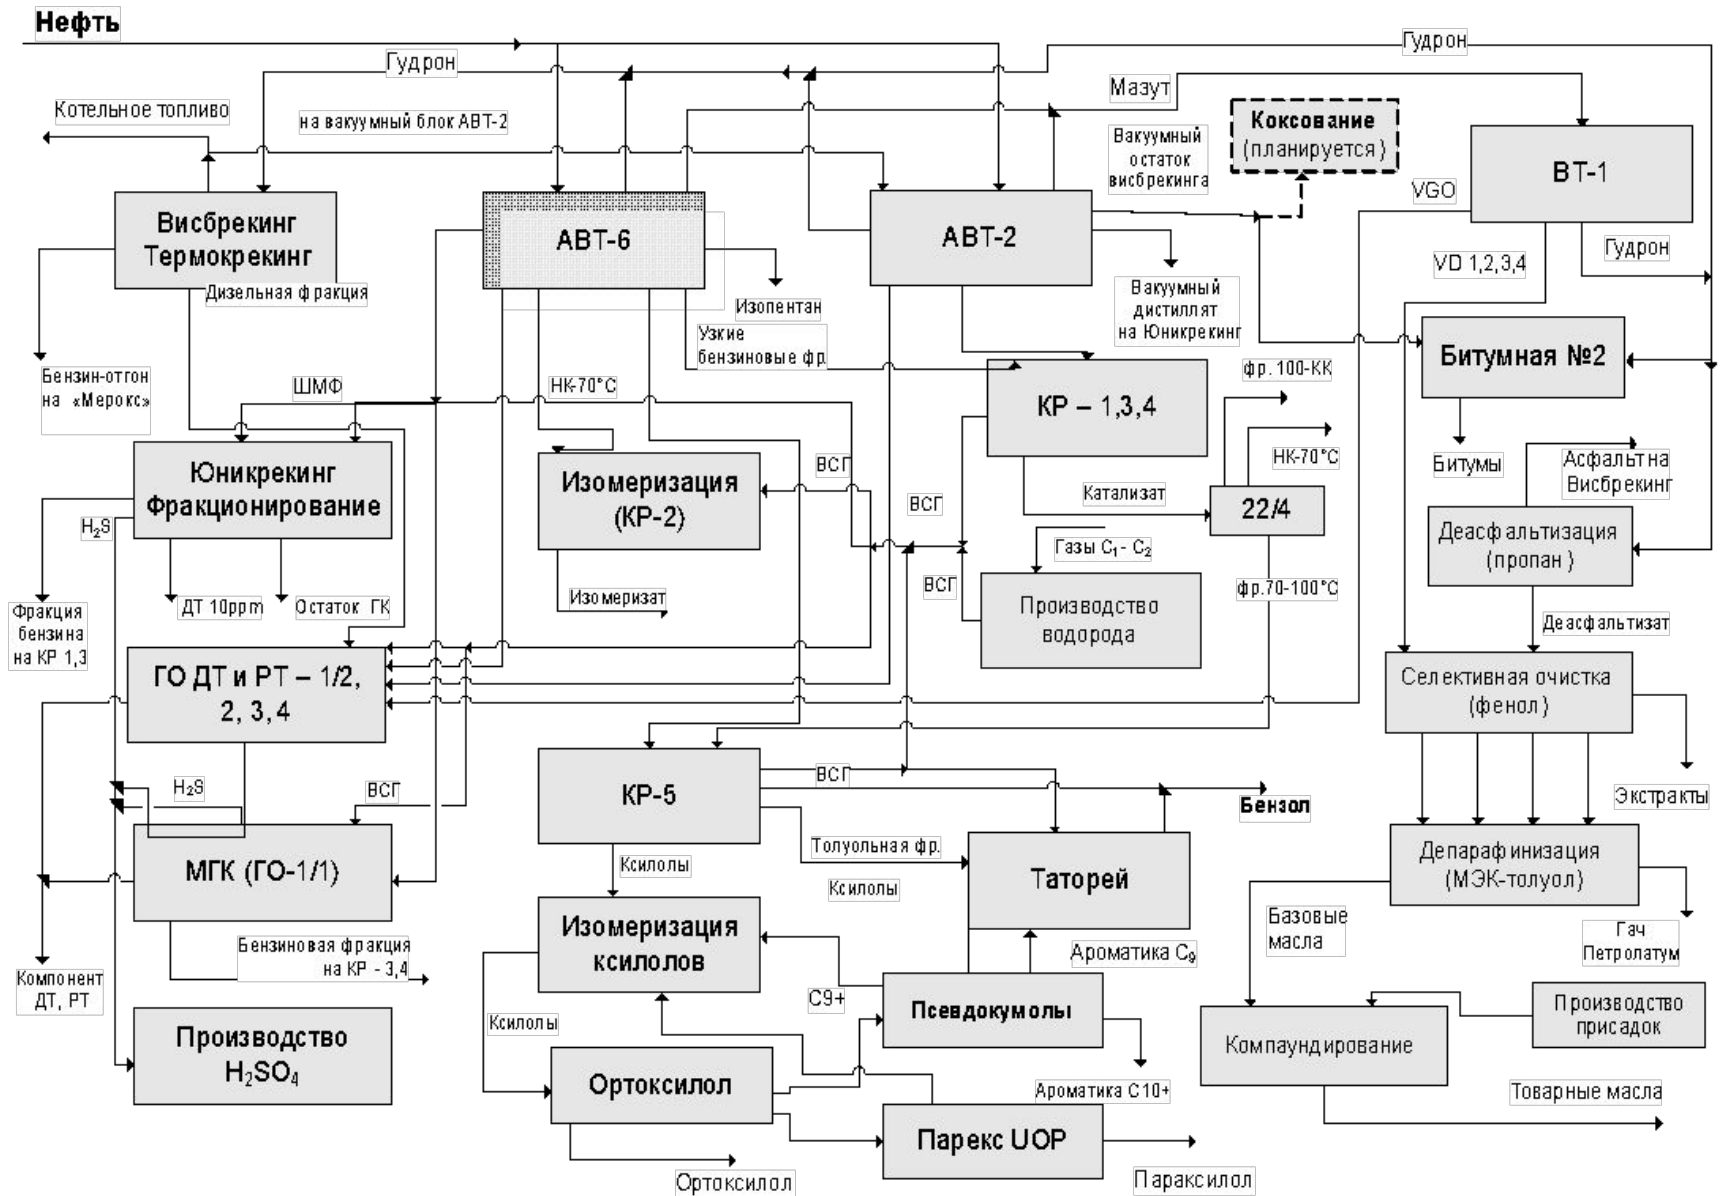 Нефть
Гудрон
Гудрон
Мазут
Котельное топливо
на вакуумный блок АВТ-2
Вакуумный
остаток
висбрекинга
Коксование
(планируется)
ВТ-1
VGO
Висбрекинг
Термокрекинг
АВТ-6
АВТ-2
Гудрон
VD 1,2,3,4
Дизельная фракция
Изопентан
Вакуумный
дистиллят
на Юникрекинг
Узкие
бензиновые фр.
Битумная №2
Бензин-отгон
на «Мерокс»
ШМФ
НК-70°С
фр. 100-КК
КР – 1,3,4
НК-70°С
Битумы
Асфальт на
Висбрекинг
Юникрекинг
Фракционирование
Изомеризация
(КР-2)
ВСГ
ВСГ
Катализат
22/4
H2S
Деасфальтизация
(пропан)
Газы С1- С2
ВСГ
фр.70-100°С
Фракция
бензина
на КР 1,3
ДТ 10ppm
Остаток ГК
Изомеризат
Производство
водорода
Деасфальтизат
ГО ДТ и РТ – 1/2,
2, 3, 4
Селективная очистка
(фенол)
H2S
ВСГ
КР-5
ВСГ
Бензол
Экстракты
МГК (ГО-1/1)
Ксилолы
Толуольная фр.
Ксилолы
Таторей
Депарафинизация
(МЭК-толуол)
Базовые
масла
Гач
Петролатум
Изомеризация
ксилолов
Ароматика С9
Бензиновая фракция
на КР - 3,4
Компонент
ДТ, РТ
С9+
Псевдокумолы
Ксилолы
Производство
присадок
Производство
H2SO4
Компаундирование
Ортоксилол
Ароматика С10+
Товарные масла
Парекс UOP
Ортоксилол
Параксилол